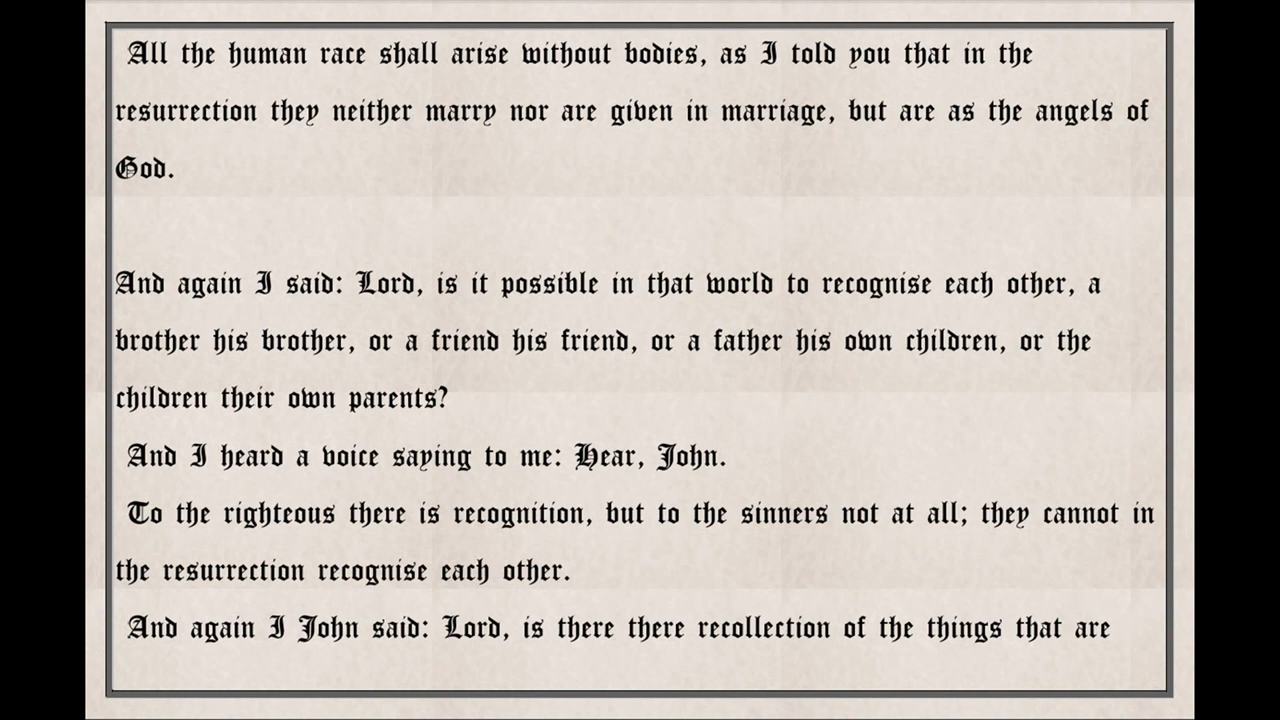 All the human race shall arise without bodies, as I told you that in the
resurrection they neither marry nor are given in marriage, but are as the angels of
God.
And again I said: Lord, is it possible in that world to recognise each other, a
brother his brother, or a friend his friend, or a father his own children, or the
children their own parents?
And I heard a voice saying to me: Hear, John.
To the righteous there is recognition, but to the sinners not at all; they cannot in
the resurrection recognise each other.
And again I John said: Lord, is there there recollection of the things that are